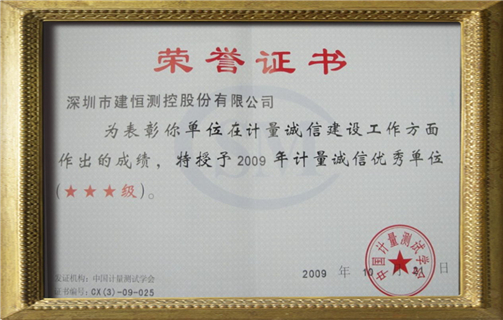 荣誉证书
深圳市建恒测控股份有限公司
为表彰你单位在计量诚信建设工作方面
作出的成绩，特授予2009年计量诚信优秀单位
(★★★级)。
中国计量测试学会
2009 年 10 月 21 日
发证机构：中国计量测试学会
证书编号：CX(3)-09-025